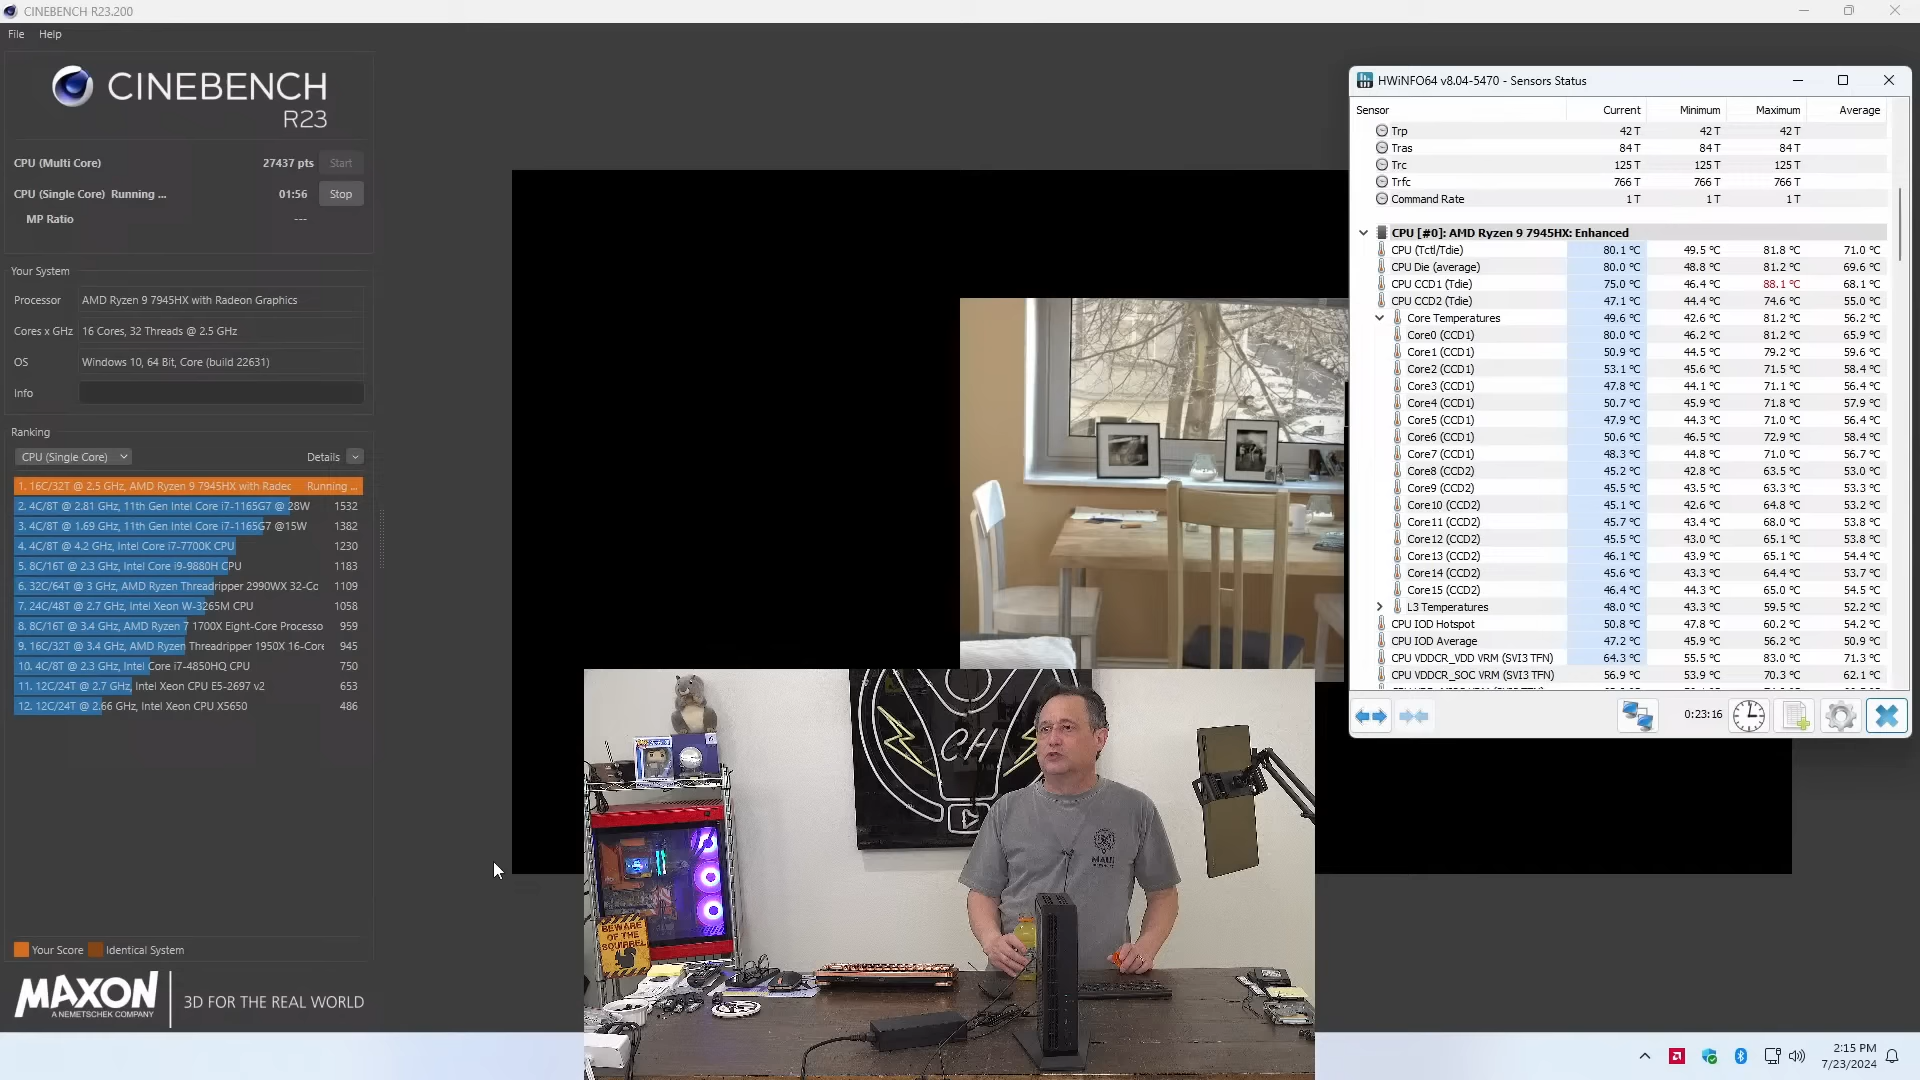 CINEBENCH R23.200
File Help
CINEBENCH
R23
CPU (Multi Core) 27437 pts Start
CPU (Single Core) Running ... 01:56 Stop
MP Ratio ---
Your System
Processor AMD Ryzen 9 7945HX with Radeon Graphics
Cores x GHz 16 Cores, 32 Threads @ 2.5 GHz
OS Windows 10, 64 Bit, Core (build 22631)
Info
Ranking
CPU (Single Core) Details
1. 16C/32T @ 2.5 GHz, AMD Ryzen 9 7945HX with Radec Running ...
2. 4C/8T @ 2.81 GHz, 11th Gen Intel Core i7-1165G7 @ 28W 1532
3. 4C/8T @ 1.69 GHz, 11th Gen Intel Core i7-1165G7 @15W 1382
4. 4C/8T @ 4.2 GHz, Intel Core i7-7700K CPU 1230
5. 8C/16T @ 2.3 GHz, Intel Core i9-9880H CPU 1183
6. 32C/64T @ 3 GHz, AMD Ryzen Threadripper 2990WX 32-Co 1109
7. 24C/48T @ 2.7 GHz, Intel Xeon W-3265M CPU 1058
8. 8C/16T @ 3.4 GHz, AMD Ryzen 7 1700X Eight-Core Processo 959
9. 16C/32T @ 3.4 GHz, AMD Ryzen Threadripper 1950X 16-Core 945
10. 4C/8T @ 2.3 GHz, Intel Core i7-4850HQ CPU 750
11. 12C/24T @ 2.7 GHz, Intel Xeon CPU E5-2697 v2 653
12. 12C/24T @ 2.66 GHz, Intel Xeon CPU X5650 486
Your Score Identical System
MAXON
A NEMETSCHEK COMPANY
3D FOR THE REAL WORLD
HWiNFO64 v8.04-5470 - Sensors Status
Sensor Current Minimum Maximum Average
Trp 42 T 42 T 42 T
Tras 84 T 84 T 84 T
Trc 125 T 125 T 125 T
Trfc 766 T 766 T 766 T
Command Rate 1 T 1 T 1 T
CPU [#0]: AMD Ryzen 9 7945HX: Enhanced
CPU (Tctl/Tdie) 80.1 °C 49.5 °C 81.8 °C 71.0 °C
CPU Die (average) 80.0 °C 48.8 °C 81.2 °C 69.6 °C
CPU CCD1 (Tdie) 75.0 °C 46.4 °C 88.1 °C 68.1 °C
CPU CCD2 (Tdie) 47.1 °C 44.4 °C 74.6 °C 55.0 °C
Core Temperatures 49.6 °C 42.6 °C 81.2 °C 56.2 °C
Core0 (CCD1) 80.0 °C 46.2 °C 81.2 °C 65.9 °C
Core1 (CCD1) 50.9 °C 44.5 °C 79.2 °C 59.6 °C
Core2 (CCD1) 53.1 °C 45.6 °C 71.5 °C 58.4 °C
Core3 (CCD1) 47.8 °C 44.1 °C 71.1 °C 56.4 °C
Core4 (CCD1) 50.7 °C 45.9 °C 71.8 °C 57.9 °C
Core5 (CCD1) 47.9 °C 44.3 °C 71.0 °C 56.4 °C
Core6 (CCD1) 50.6 °C 46.5 °C 72.9 °C 58.4 °C
Core7 (CCD1) 48.3 °C 44.8 °C 71.0 °C 56.7 °C
Core8 (CCD2) 45.2 °C 42.8 °C 63.5 °C 53.0 °C
Core9 (CCD2) 45.5 °C 43.5 °C 63.3 °C 53.3 °C
Core10 (CCD2) 45.1 °C 42.6 °C 64.8 °C 53.2 °C
Core11 (CCD2) 45.7 °C 43.4 °C 68.0 °C 53.8 °C
Core12 (CCD2) 45.5 °C 43.0 °C 65.1 °C 53.8 °C
Core13 (CCD2) 46.1 °C 43.9 °C 65.1 °C 54.4 °C
Core14 (CCD2) 45.6 °C 43.3 °C 64.4 °C 53.7 °C
Core15 (CCD2) 46.4 °C 44.3 °C 65.0 °C 54.5 °C
L3 Temperatures 48.0 °C 43.3 °C 59.5 °C 52.2 °C
CPU IOD Hotspot 50.8 °C 47.8 °C 60.2 °C 54.2 °C
CPU IOD Average 47.2 °C 45.9 °C 56.2 °C 50.9 °C
CPU VDDCR_VDD VRM (SVI3 TFN) 64.3 °C 55.5 °C 83.0 °C 71.3 °C
CPU VDDCR_SOC VRM (SVI3 TFN) 56.9 °C 53.9 °C 70.3 °C 62.1 °C
0:23:16
CH
MAUI
BEWARE
OF THE
SQUIRREL
2:15 PM
7/23/2024